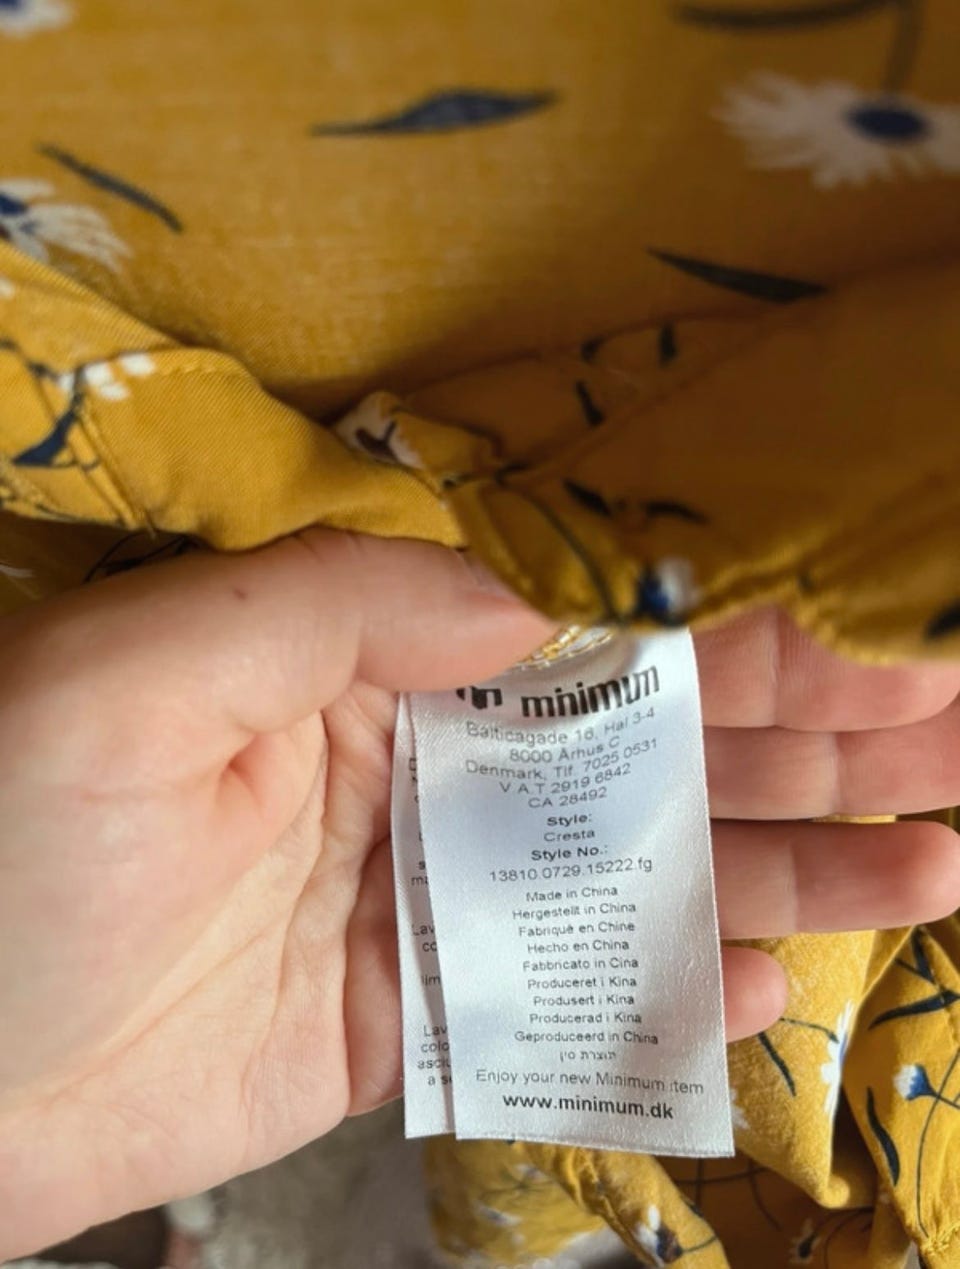 minimum
Balticagade 16, Hal 3-4
8000 Århus C
Denmark, Tlf. 7025 0531
V A.T 2919 6842
CA 28492
Style:
Cresta
Style No.:
13810.0729.15222.fg
Made in China
Hergestellt in China
Fabriqué en Chine
Hecho en China
Fabbricato in Cina
Produceret i Kina
Produsert i Kina
Producerad i Kina
Geproduceerd in China
תוצרת סין
Enjoy your new Minimum item
www.minimum.dk